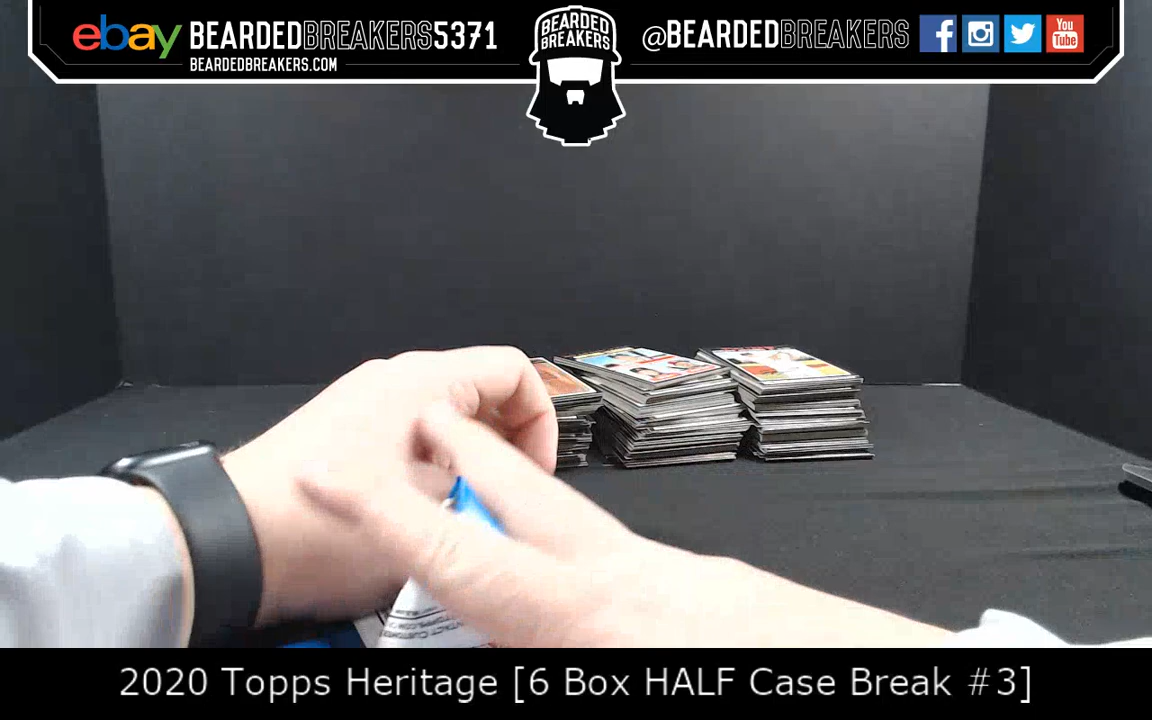 ebay BEARDEDBREAKERS5371
BEARDEDBREAKERS.COM
BEARDED
BREAKERS
@BEARDEDBREAKERS
You
Tube
2020 Topps Heritage [6 Box HALF Case Break #3]